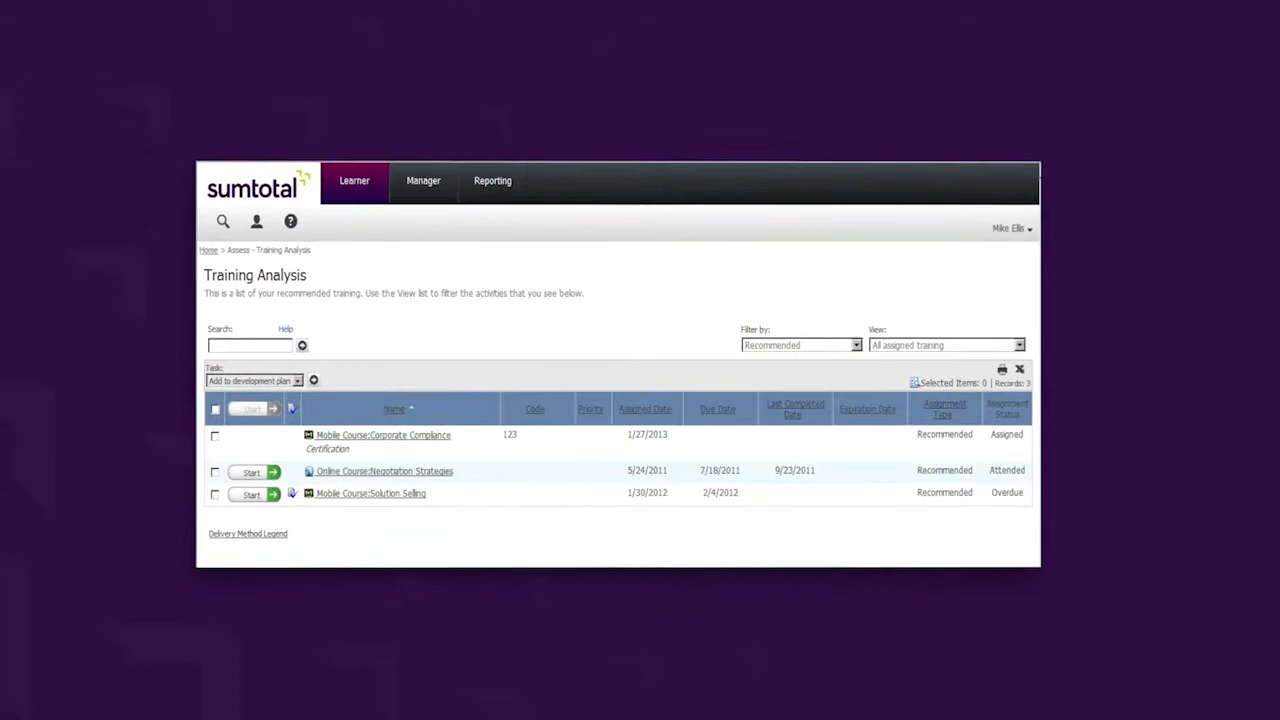 sumtotal
Learner Manager Reporting
Mike Ellis
Home > Assess - Training Analysis
Training Analysis
This is a list of your recommended training. Use the View list to filter the activities that you see below.
Search: Help Filter by: View:
Recommended All assigned training
Task:
Add to development plan Selected Items: 0 | Records: 3
Start Name Code Priority Assigned Date Due Date Last Completed Date Expiration Date Assignment Type Assignment Status
Mobile Course:Corporate Compliance 123 1/27/2013 Recommended Assigned
Certification
Start Online Course:Negotiation Strategies 5/24/2011 7/18/2011 9/23/2011 Recommended Attended
Start Mobile Course:Solution Selling 1/30/2012 2/4/2012 Recommended Overdue
Delivery Method Legend